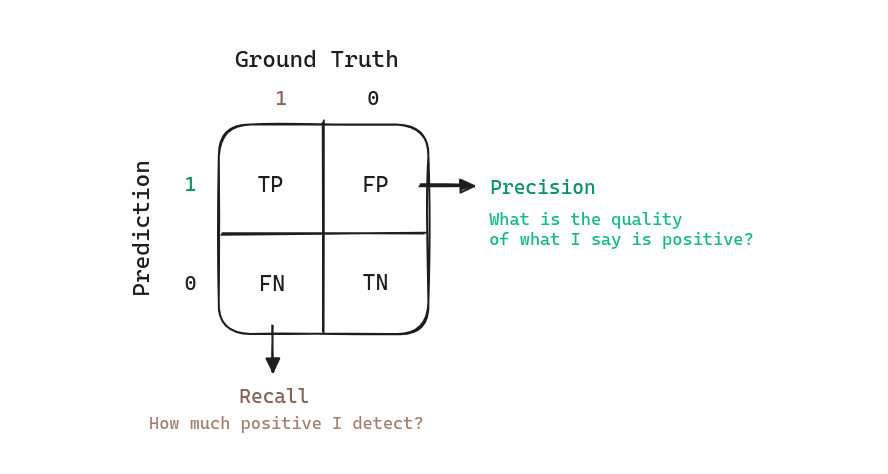 Ground Truth
1 0
Prediction
1 TP FP Precision
What is the quality
of what I say is positive?
0 FN TN
Recall
How much positive I detect?